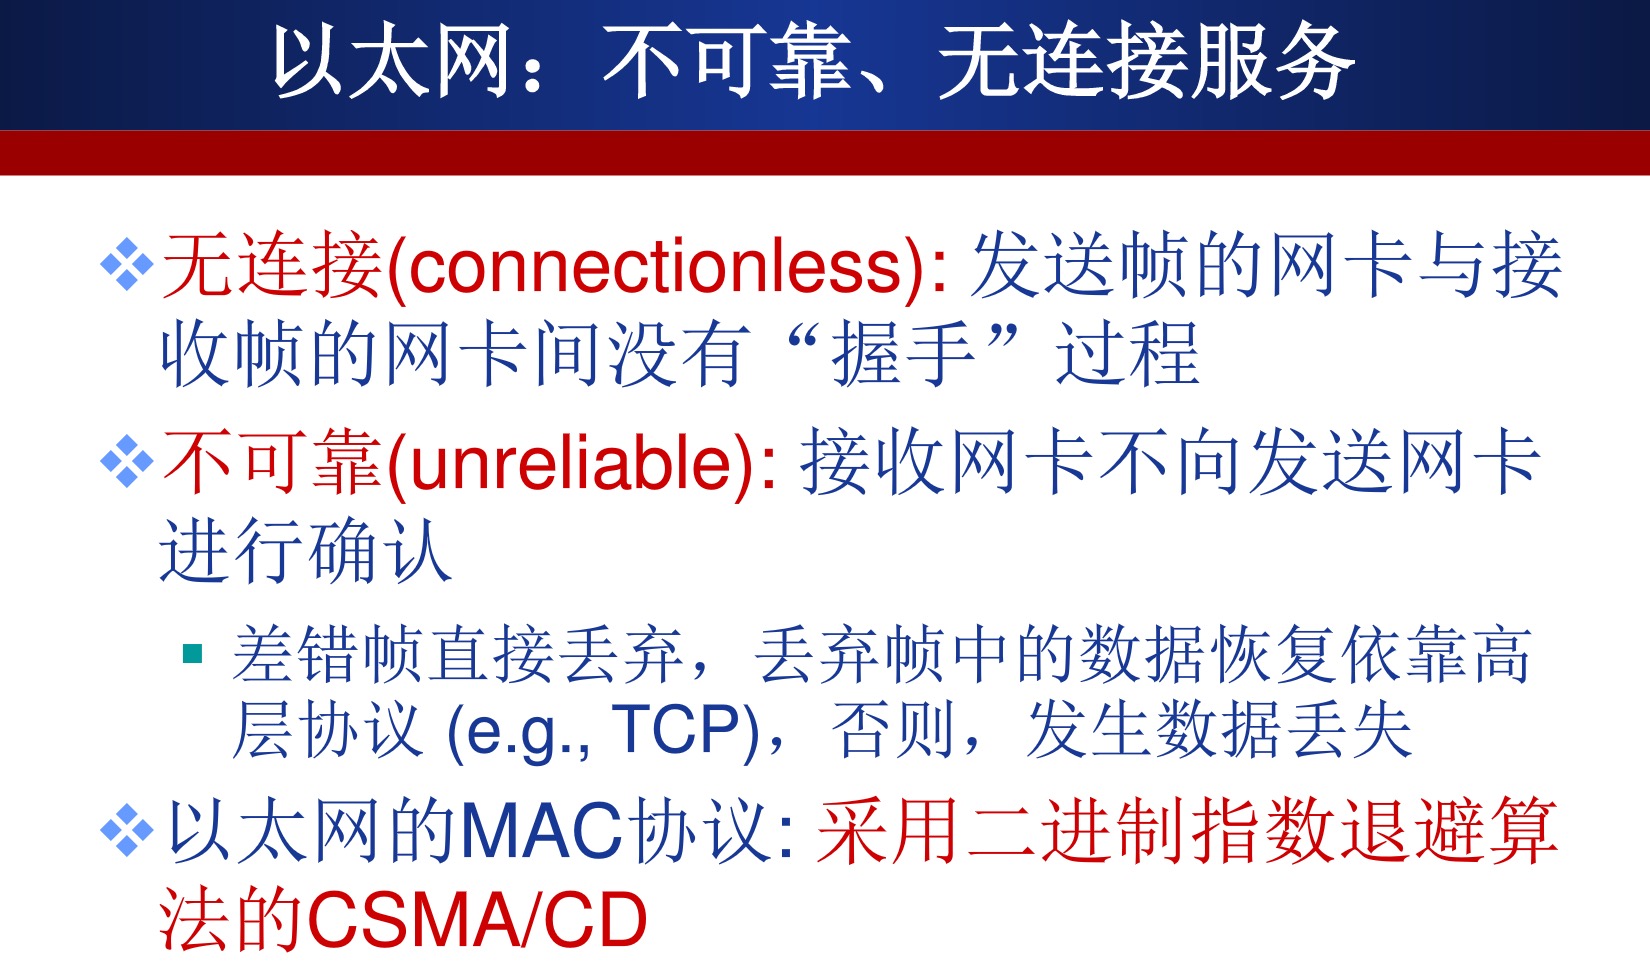 以太网：不可靠、无连接服务
无连接(connectionless): 发送帧的网卡与接
收帧的网卡间没有“握手”过程
不可靠(unreliable): 接收网卡不向发送网卡
进行确认
差错帧直接丢弃，丢弃帧中的数据恢复依靠高
层协议 (e.g., TCP)，否则，发生数据丢失
以太网的MAC协议: 采用二进制指数退避算
法的CSMA/CD